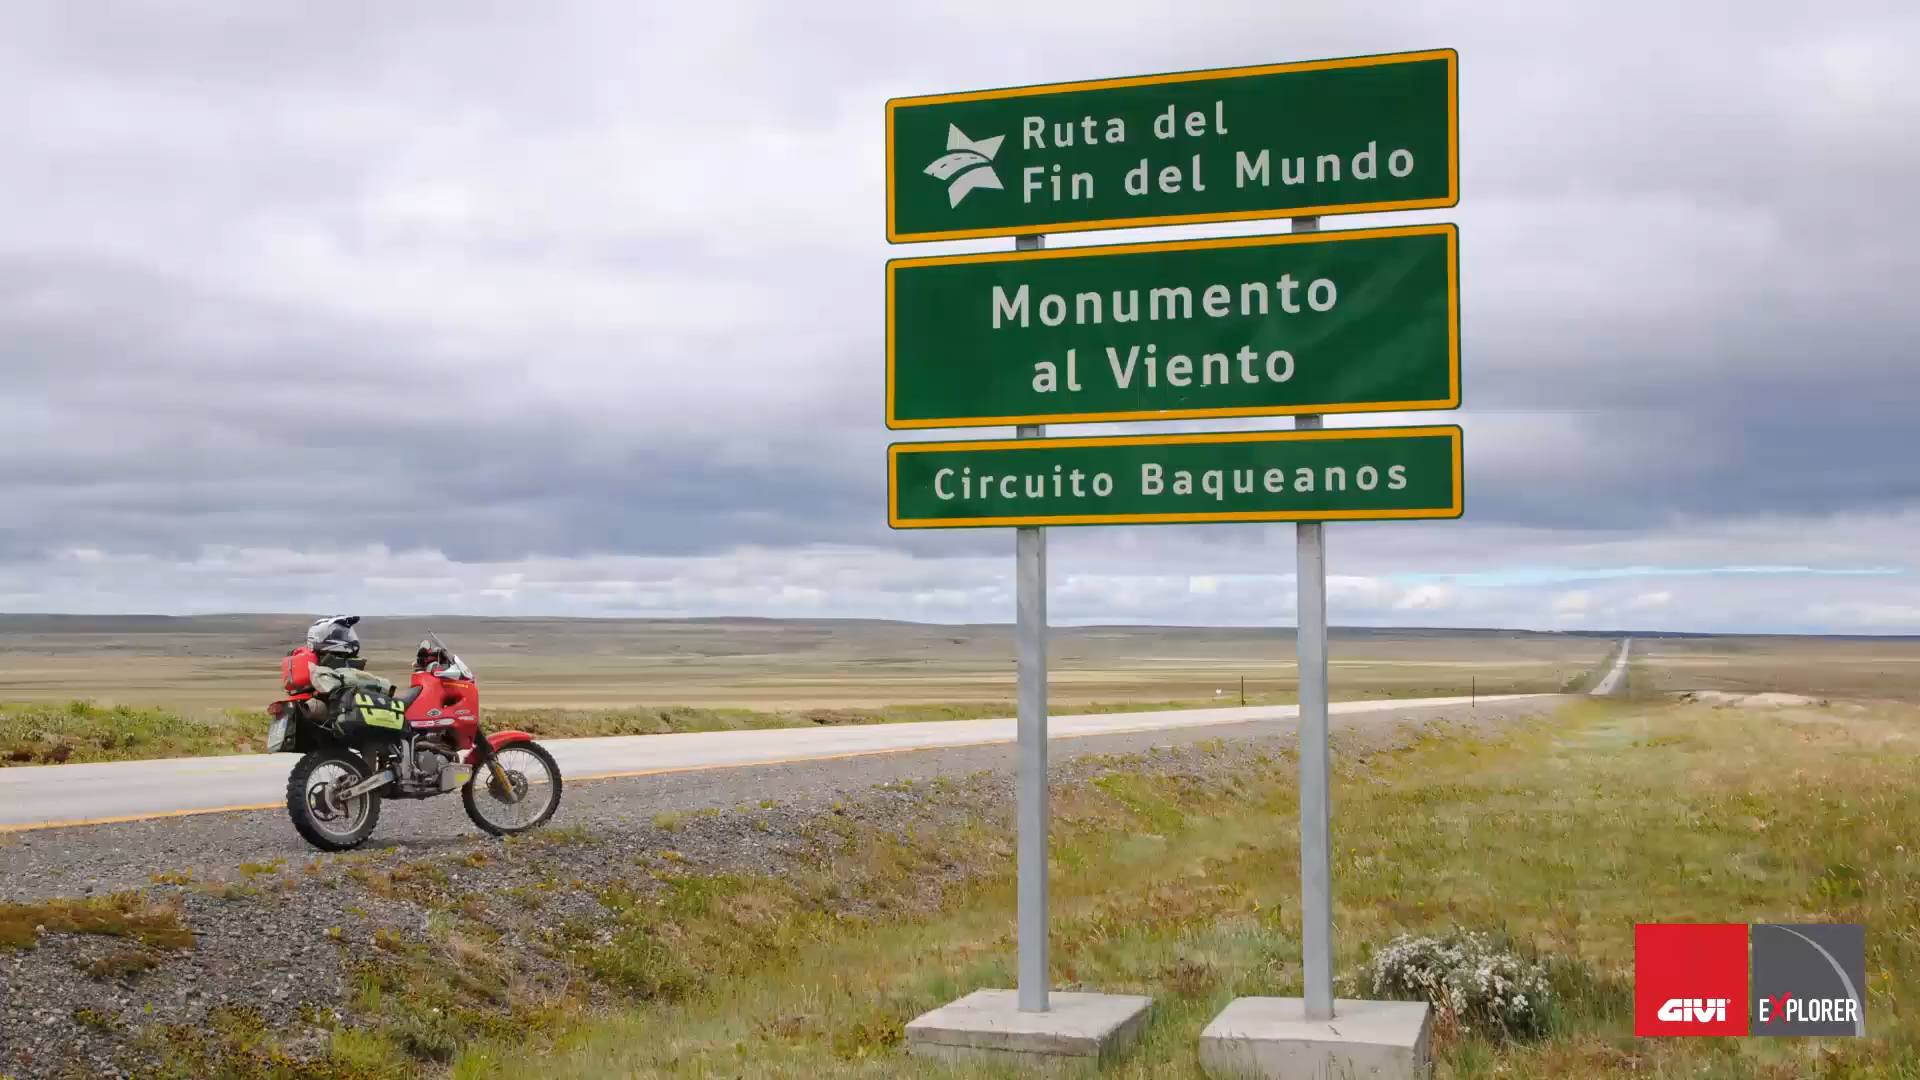 Ruta del
Fin del Mundo
Monumento
al Viento
Circuito Baqueanos
GIVI
EXPLORER